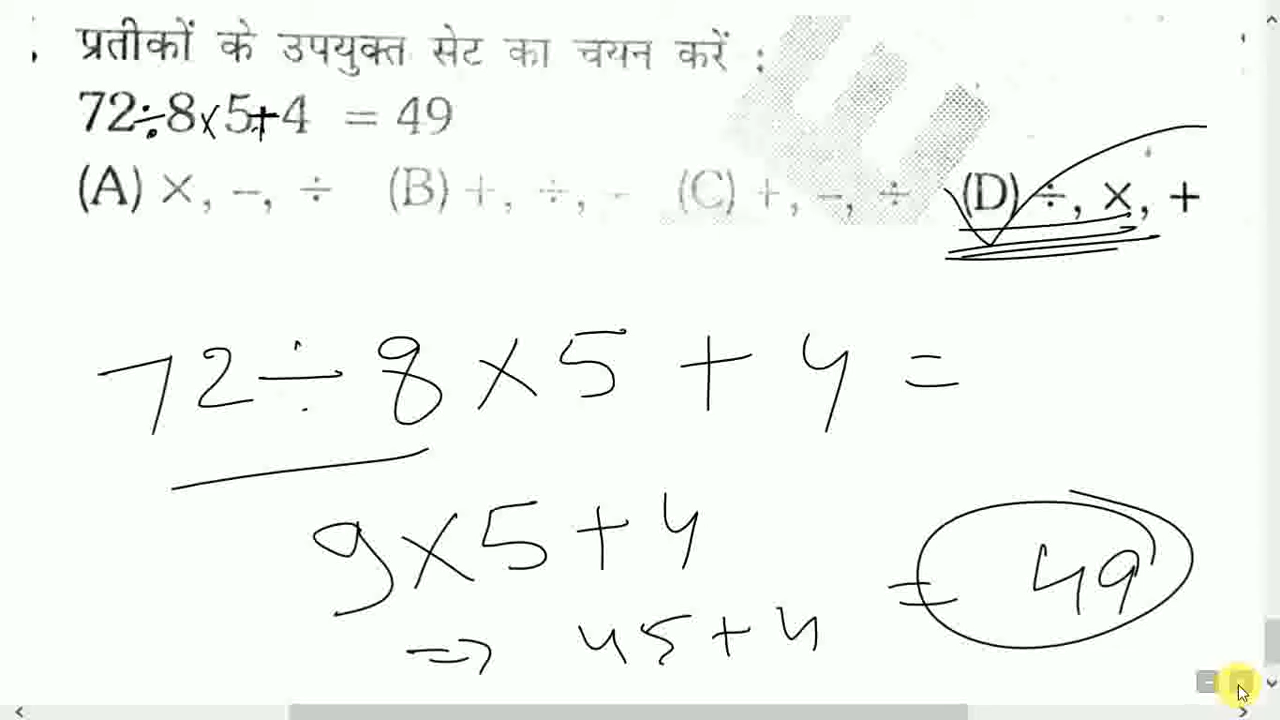 प्रतीकों के उपयुक्त सेट का चयन करें :
72÷8×5+4 = 49
(A) ×, −, ÷ (B) +, ÷, - (C) +, −, ÷ (D) ÷, ×, +
72 ÷ 8 × 5 + 4 =
9×5+4
⇒ 45+4 = 49